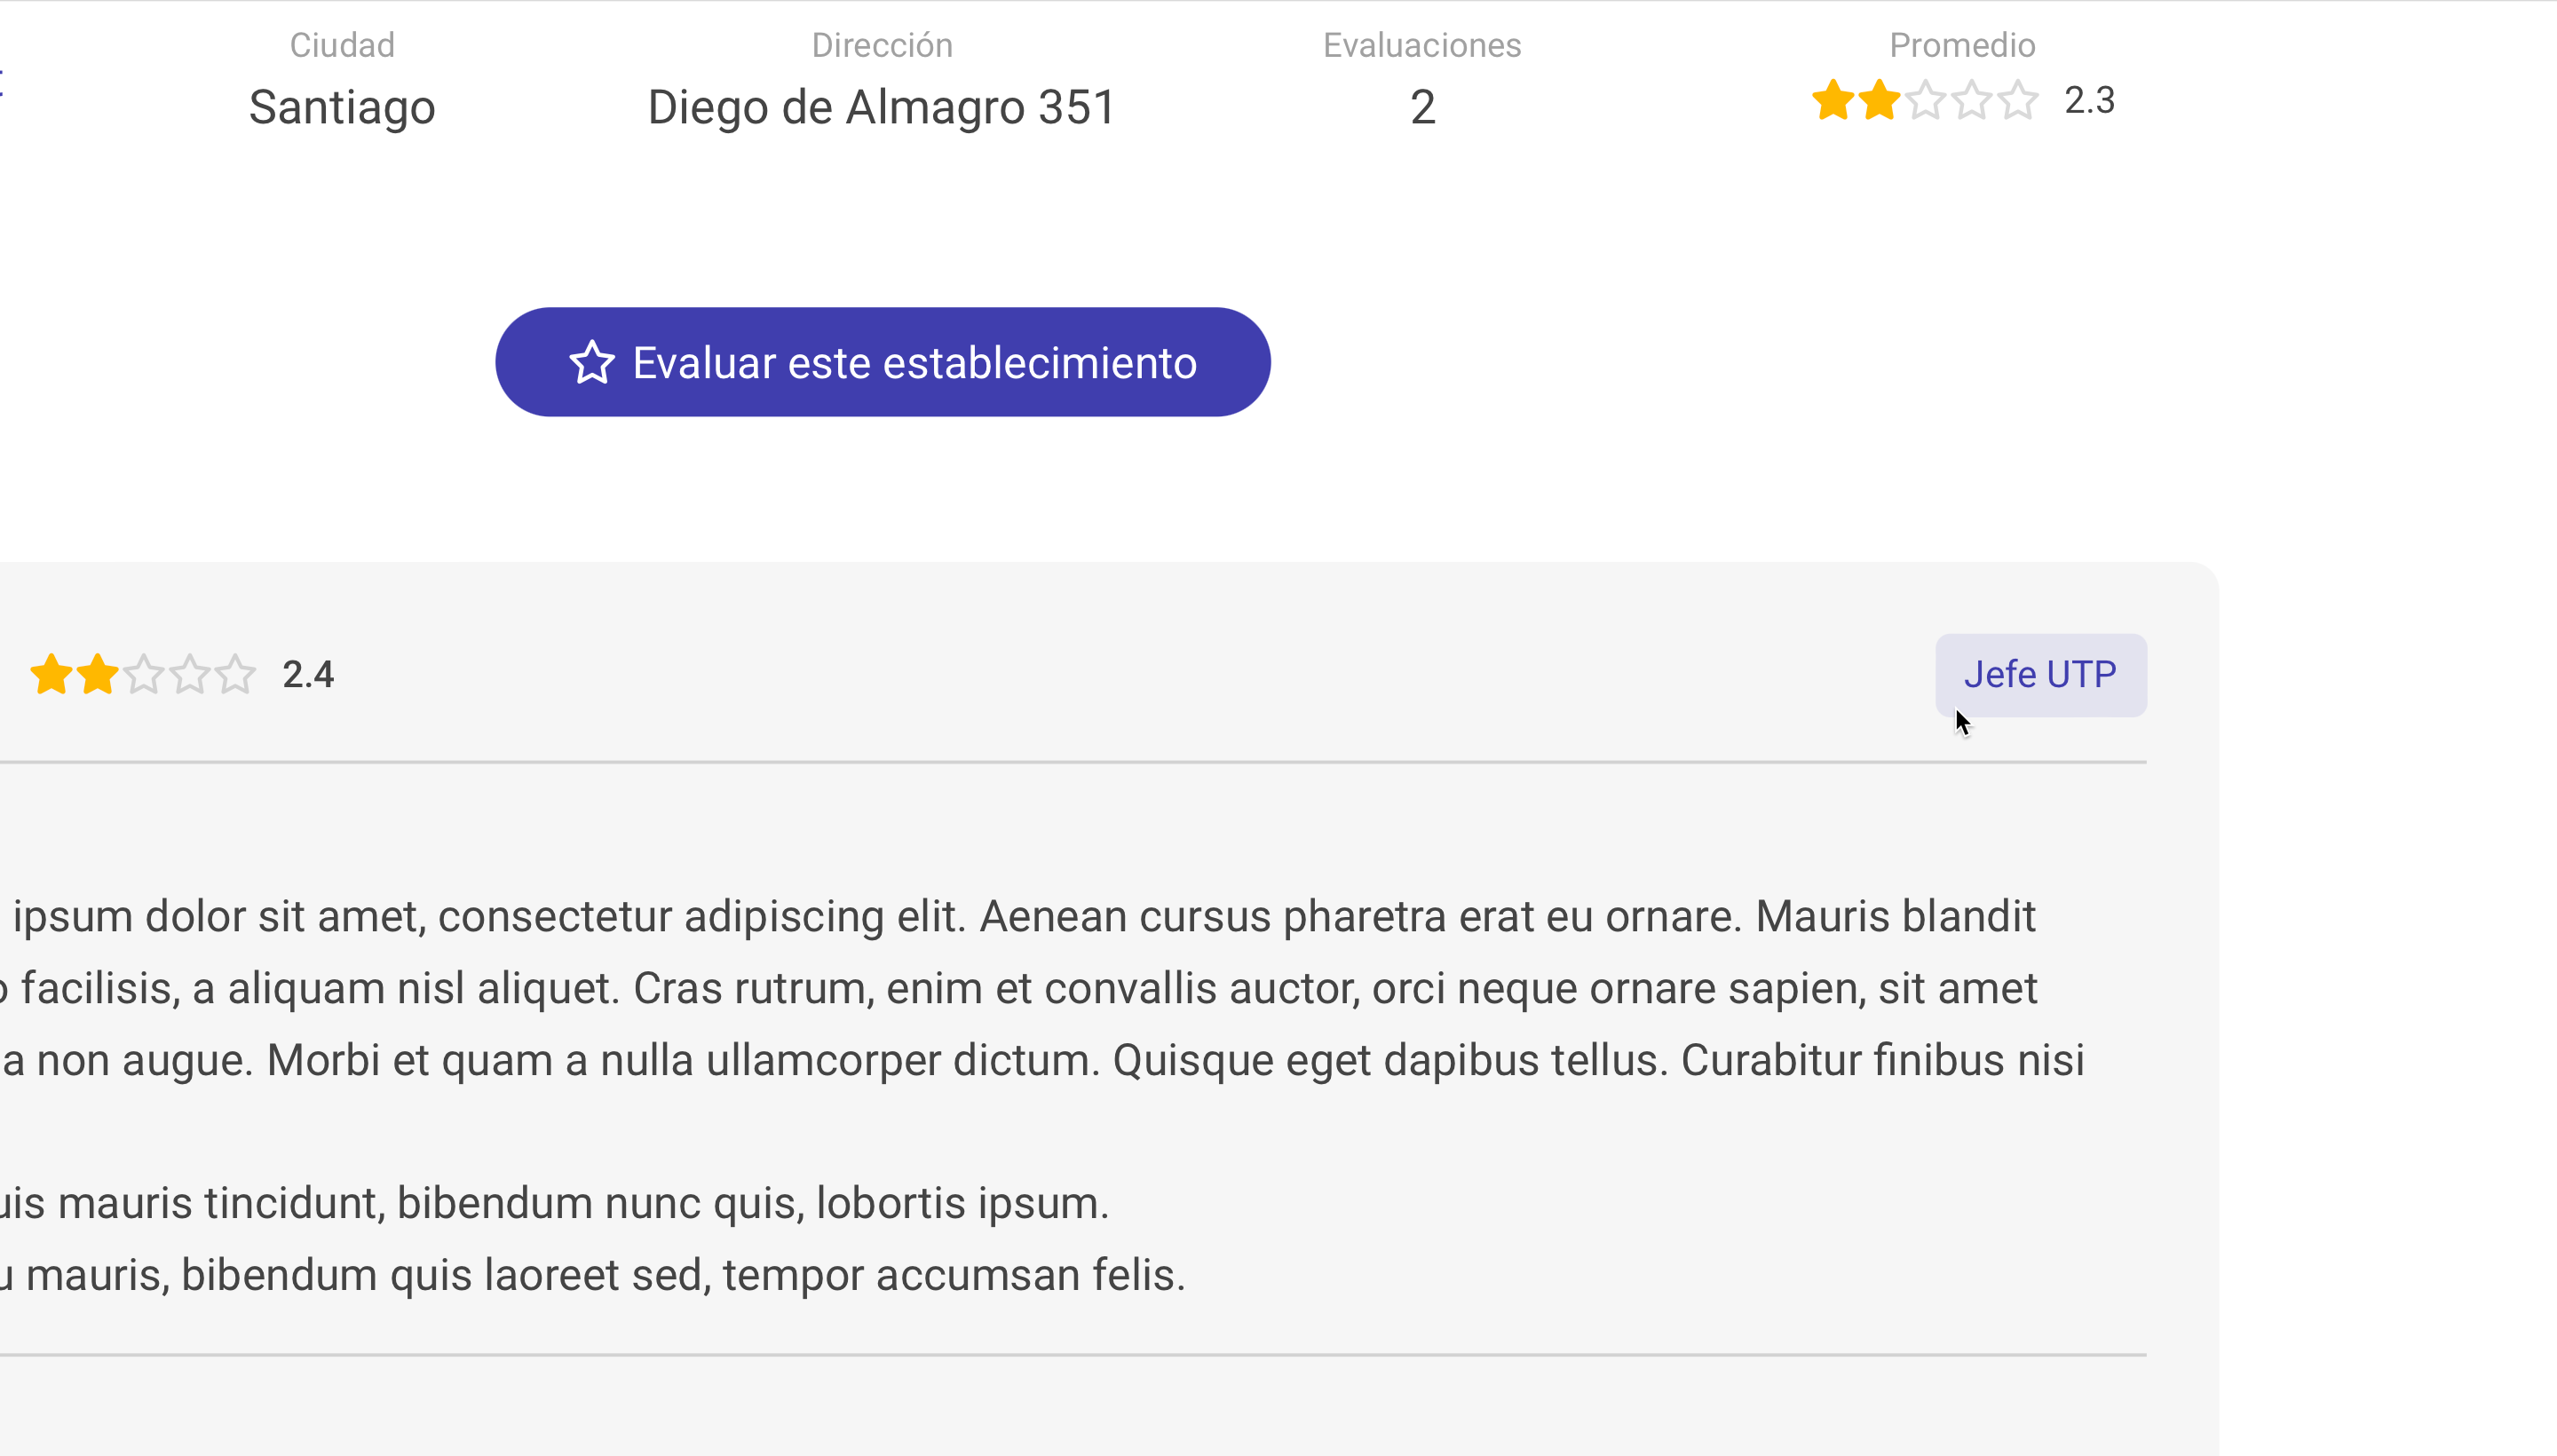 Ciudad
Dirección
Evaluaciones
Promedio
Santiago
Diego de Almagro 351
2
2.3
Evaluar este establecimiento
2.4
Jefe UTP
ipsum dolor sit amet, consectetur adipiscing elit. Aenean cursus pharetra erat eu ornare. Mauris blandit
facilisis, a aliquam nisl aliquet. Cras rutrum, enim et convallis auctor, orci neque ornare sapien, sit amet
a non augue. Morbi et quam a nulla ullamcorper dictum. Quisque eget dapibus tellus. Curabitur finibus nisi
uis mauris tincidunt, bibendum nunc quis, lobortis ipsum.
u mauris, bibendum quis laoreet sed, tempor accumsan felis.